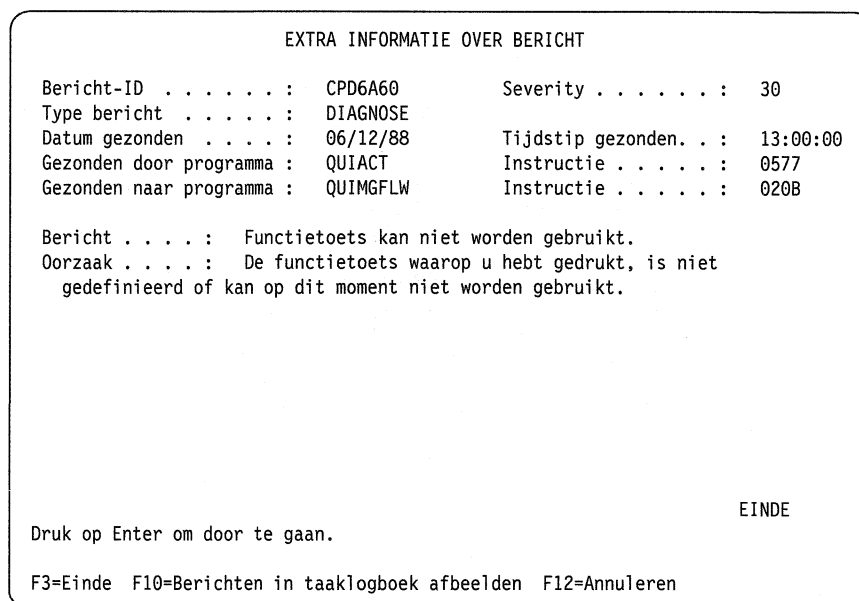 EXTRA INFORMATIE OVER BERICHT
Bericht-ID . . . . . . : CPD6A60 Severity . . . . . . : 30
Type bericht . . . . . : DIAGNOSE
Datum gezonden . . . . : 06/12/88 Tijdstip gezonden. . : 13:00:00
Gezonden door programma : QUIACT Instructie . . . . . : 0577
Gezonden naar programma : QUIMGFLW Instructie . . . . . : 020B
Bericht . . . . : Functietoets kan niet worden gebruikt.
Oorzaak . . . . : De functietoets waarop u hebt gedrukt, is niet
gedefinieerd of kan op dit moment niet worden gebruikt.
EINDE
Druk op Enter om door te gaan.
F3=Einde F10=Berichten in taaklogboek afbeelden F12=Annuleren